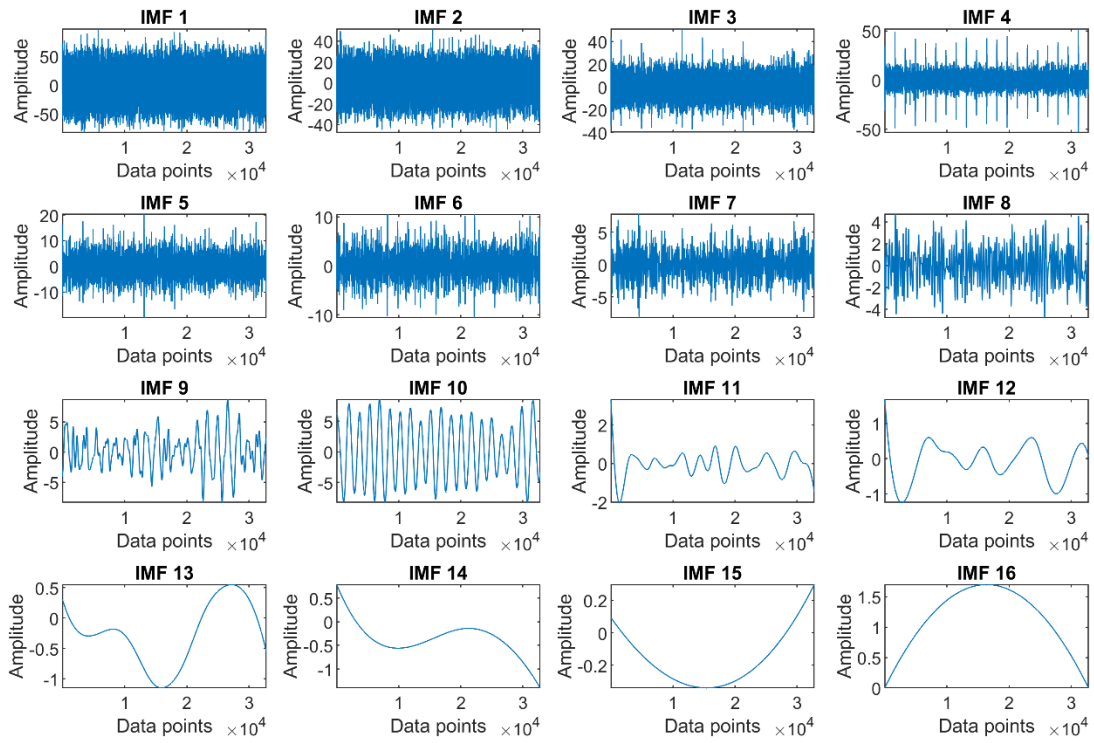 IMF 1 IMF 2 IMF 3 IMF 4
Amplitude 50 0 -50 1 2 3 Data points ×10^4
Amplitude 40 20 0 -20 -40 1 2 3 Data points ×10^4
Amplitude 40 20 0 -20 -40 1 2 3 Data points ×10^4
Amplitude 50 0 -50 1 2 3 Data points ×10^4
IMF 5 IMF 6 IMF 7 IMF 8
Amplitude 20 10 0 -10 1 2 3 Data points ×10^4
Amplitude 10 0 -10 1 2 3 Data points ×10^4
Amplitude 5 0 -5 1 2 3 Data points ×10^4
Amplitude 4 2 0 -2 -4 1 2 3 Data points ×10^4
IMF 9 IMF 10 IMF 11 IMF 12
Amplitude 5 0 -5 1 2 3 Data points ×10^4
Amplitude 5 0 -5 1 2 3 Data points ×10^4
Amplitude 2 0 -2 1 2 3 Data points ×10^4
Amplitude 1 0 -1 1 2 3 Data points ×10^4
IMF 13 IMF 14 IMF 15 IMF 16
Amplitude 0.5 0 -0.5 -1 1 2 3 Data points ×10^4
Amplitude 0.5 0 -0.5 -1 1 2 3 Data points ×10^4
Amplitude 0.2 0 -0.2 1 2 3 Data points ×10^4
Amplitude 1.5 1 0.5 0 1 2 3 Data points ×10^4